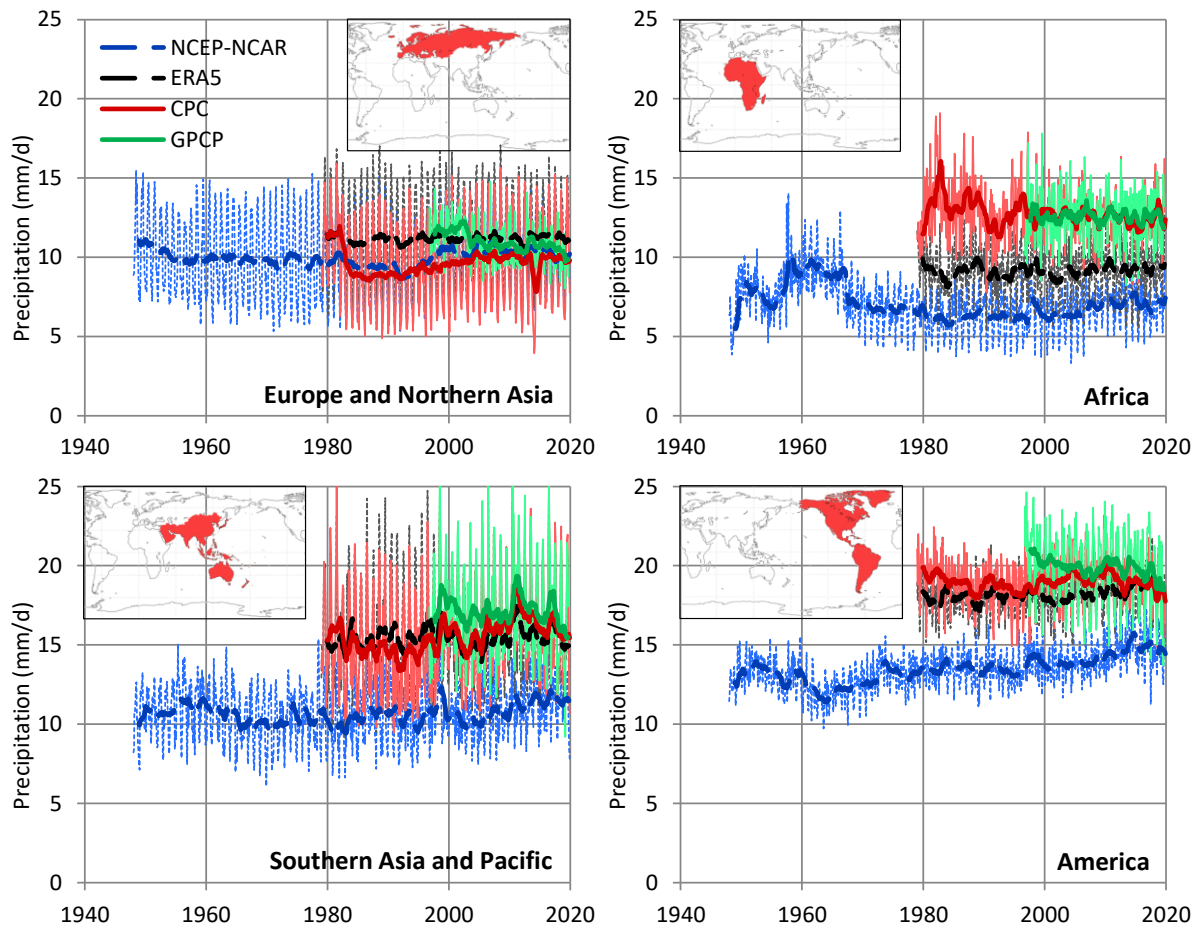 25
20
15
10
5
0
Precipitation (mm/d)
NCEP-NCAR
ERA5
CPC
GPCP
Europe and Northern Asia
1940 1960 1980 2000 2020
25
20
15
10
5
0
Precipitation (mm/d)
Africa
1940 1960 1980 2000 2020
25
20
15
10
5
0
Precipitation (mm/d)
Southern Asia and Pacific
1940 1960 1980 2000 2020
25
20
15
10
5
0
Precipitation (mm/d)
America
1940 1960 1980 2000 2020